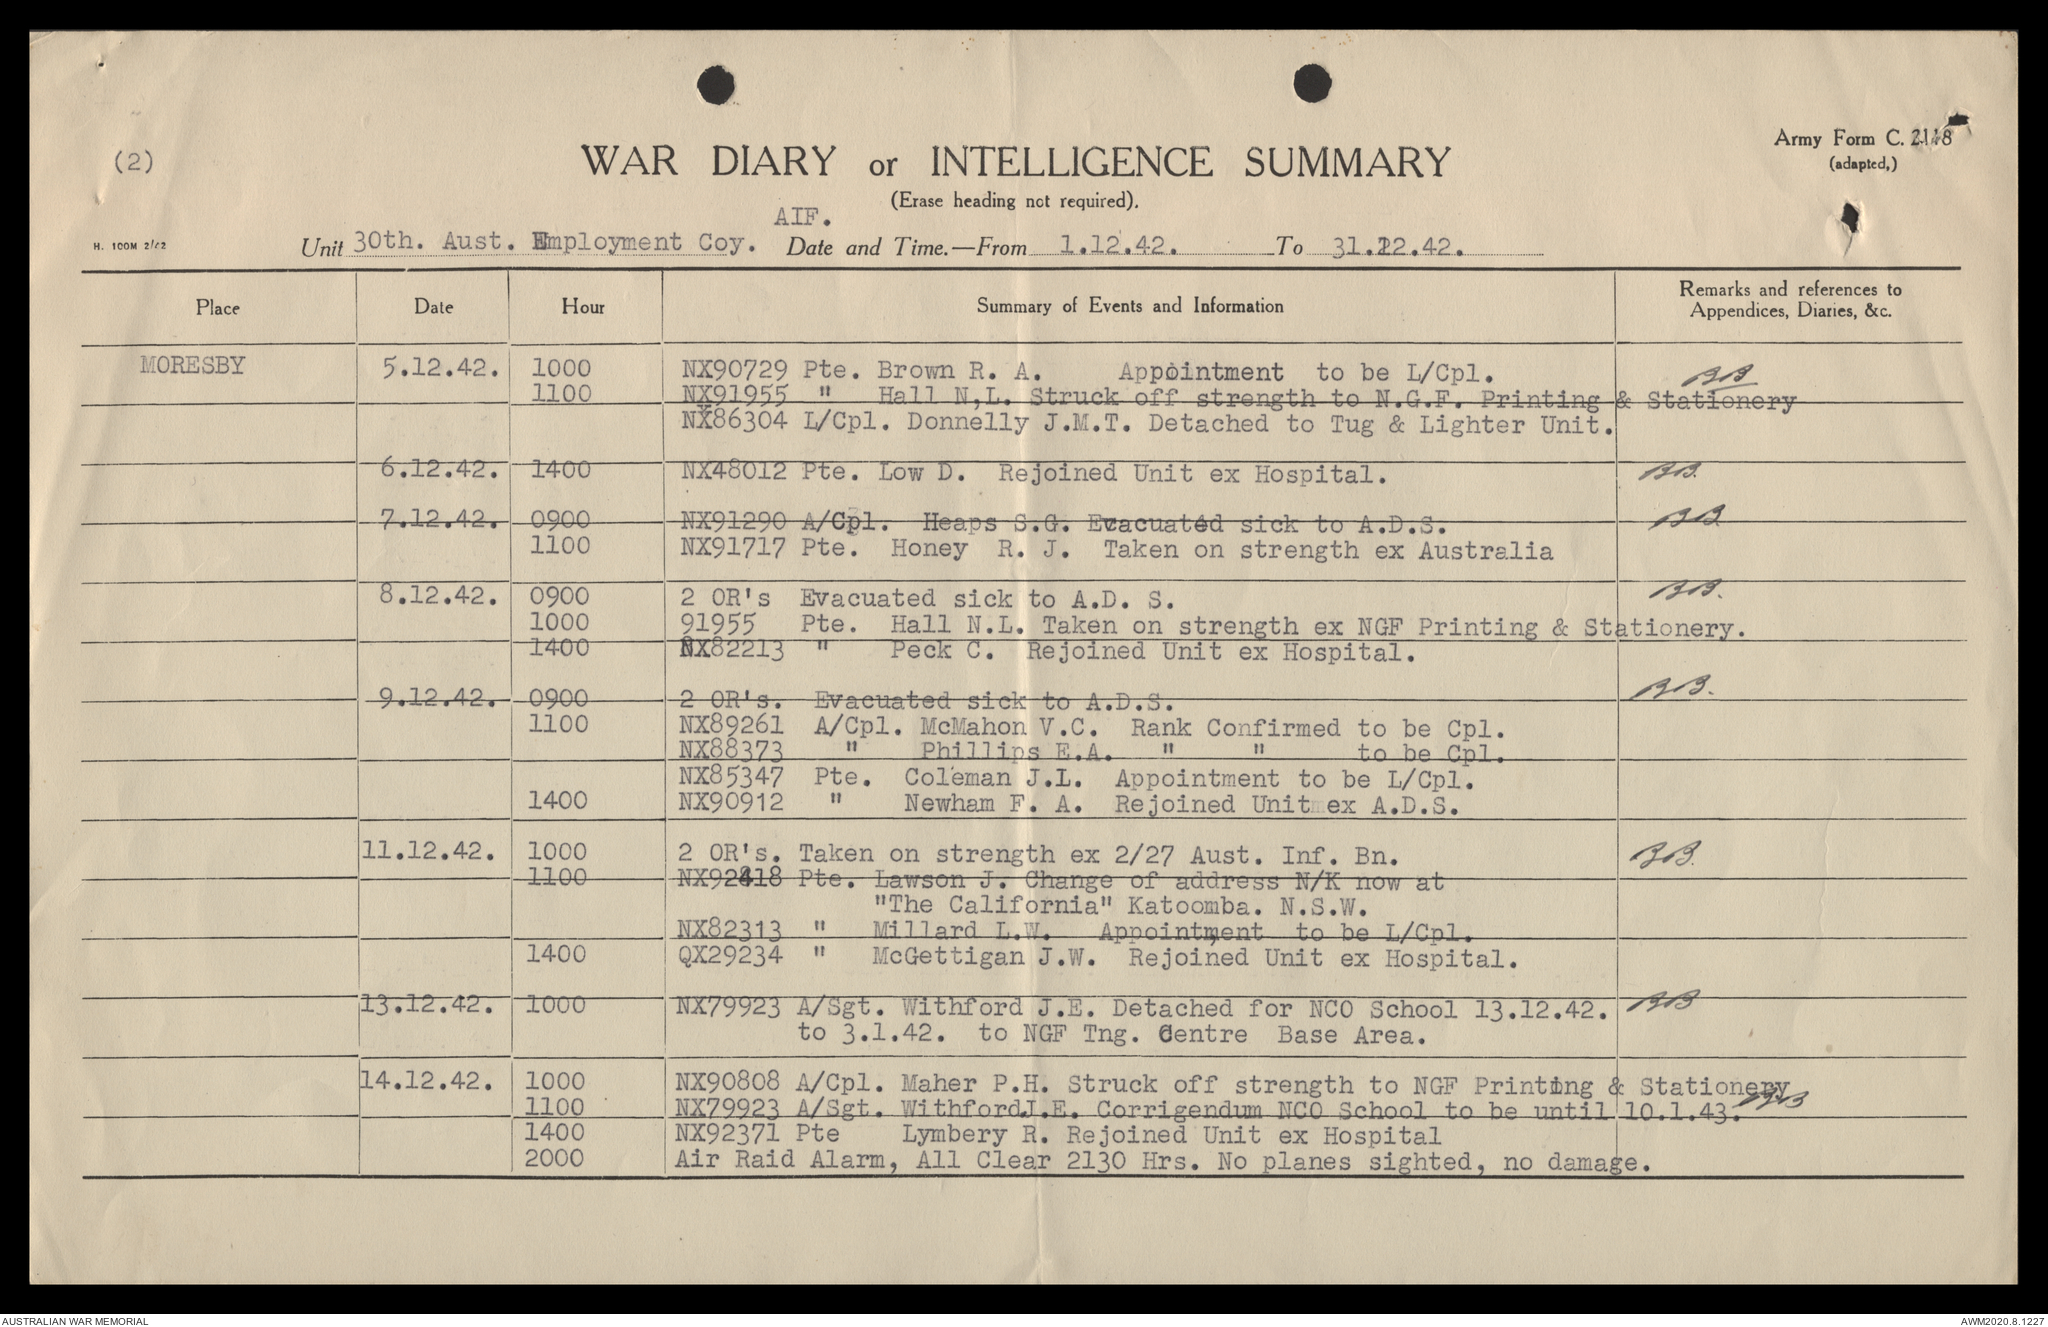 (2)
WAR DIARY or INTELLIGENCE SUMMARY
(Erase heading not required).
Army Form C. 2118
(adapted,)
AIF.
H. 100M 2/42
Unit 30th. Aust. Employment Coy. Date and Time.—From 1.12.42. To 31.12.42.
Place Date Hour Summary of Events and Information Remarks and references to
Appendices, Diaries, &c.
MORESBY 5.12.42. 1000 NX90729 Pte. Brown R. A. Appointment to be L/Cpl. BB
1100 NX91955 " Hall N,L. Struck off strength to N.G.F. Printing & Stationery
NX86304 L/Cpl. Donnelly J.M.T. Detached to Tug & Lighter Unit.
6.12.42. 1400 NX48012 Pte. Low D. Rejoined Unit ex Hospital. BB.
7.12.42. 0900 NX91290 A/Cpl. Heaps S.G. Evacuated sick to A.D.S. BB
1100 NX91717 Pte. Honey R. J. Taken on strength ex Australia
8.12.42. 0900 2 OR's Evacuated sick to A.D. S. BB.
1000 91955 Pte. Hall N.L. Taken on strength ex NGF Printing & Stationery.
1400 NX82213 " Peck C. Rejoined Unit ex Hospital.
9.12.42. 0900 2 OR's. Evacuated sick to A.D.S. BB.
1100 NX89261 A/Cpl. McMahon V.C. Rank Confirmed to be Cpl.
NX88373 " Phillips E.A. " " to be Cpl.
NX85347 Pte. Coleman J.L. Appointment to be L/Cpl.
1400 NX90912 " Newham F. A. Rejoined Unit ex A.D.S.
11.12.42. 1000 2 OR's. Taken on strength ex 2/27 Aust. Inf. Bn. BB.
1100 NX92418 Pte. Lawson J. Change of address N/K now at
"The California" Katoomba. N.S.W.
NX82313 " Millard L.W. Appointment to be L/Cpl.
1400 QX29234 " McGettigan J.W. Rejoined Unit ex Hospital.
13.12.42. 1000 NX79923 A/Sgt. Withford J.E. Detached for NCO School 13.12.42. BB
to 3.1.42. to NGF Tng. Centre Base Area.
14.12.42. 1000 NX90808 A/Cpl. Maher P.H. Struck off strength to NGF Printing & Stationery
1100 NX79923 A/Sgt. Withford J.E. Corrigendum NCO School to be until 10.1.43. BB
1400 NX92371 Pte Lymbery R. Rejoined Unit ex Hospital
2000 Air Raid Alarm, All Clear 2130 Hrs. No planes sighted, no damage.
AUSTRALIAN WAR MEMORIAL
AWM2020.8.1227